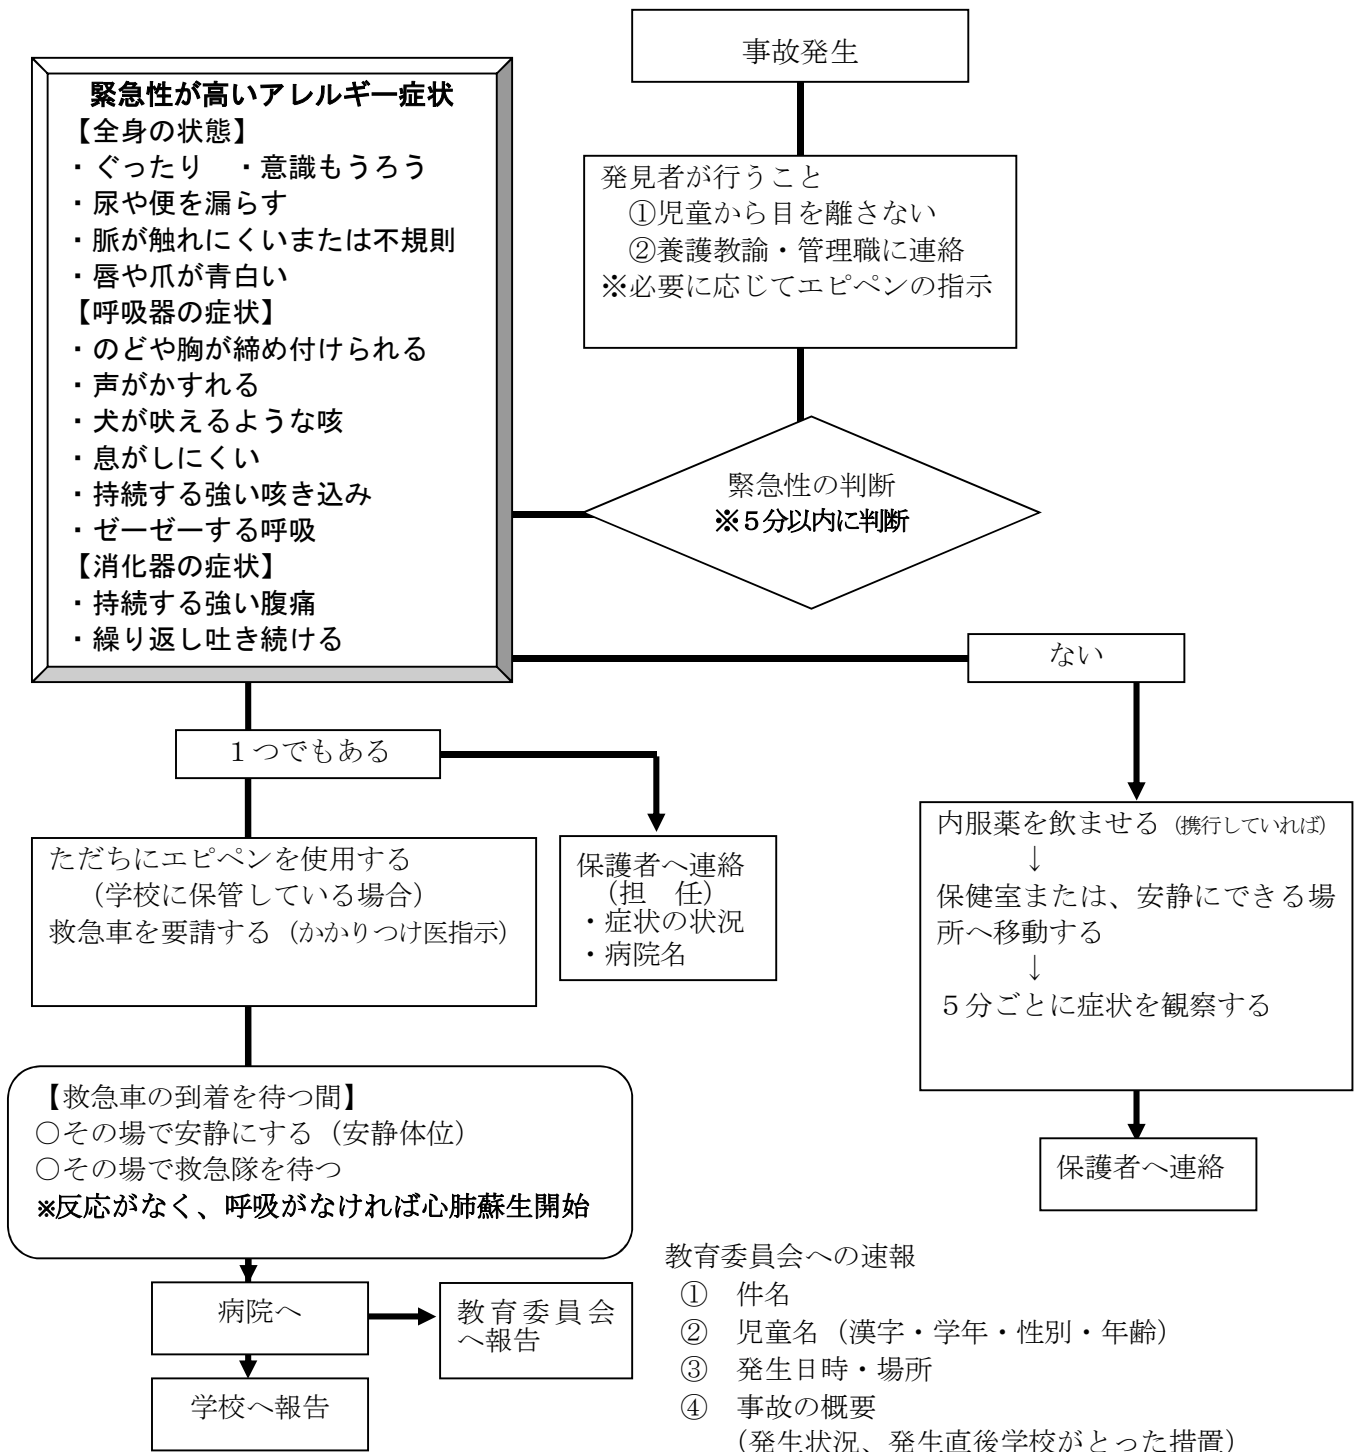 事故発生
緊急性が高いアレルギー症状
【全身の状態】
・ぐったり　・意識もうろう
・尿や便を漏らす
・脈が触れにくいまたは不規則
・唇や爪が青白い
【呼吸器の症状】
・のどや胸が締め付けられる
・声がかすれる
・犬が吠えるような咳
・息がしにくい
・持続する強い咳き込み
・ゼーゼーする呼吸
【消化器の症状】
・持続する強い腹痛
・繰り返し吐き続ける
発見者が行うこと
①児童から目を離さない
②養護教諭・管理職に連絡
※必要に応じてエピペンの指示
緊急性の判断
※５分以内に判断
ない
１つでもある
ただちにエピペンを使用する
（学校に保管している場合）
救急車を要請する（かかりつけ医指示）
保護者へ連絡
（担　任）
・症状の状況
・病院名
内服薬を飲ませる（携行していれば）
↓
保健室または、安静にできる場
所へ移動する
↓
５分ごとに症状を観察する
【救急車の到着を待つ間】
○その場で安静にする（安静体位）
○その場で救急隊を待つ
※反応がなく、呼吸がなければ心肺蘇生開始
保護者へ連絡
病院へ
教育委員会
へ報告
学校へ報告
教育委員会への速報
①　件名
②　児童名（漢字・学年・性別・年齢）
③　発生日時・場所
④　事故の概要
（発生状況、発生直後学校がとった措置）